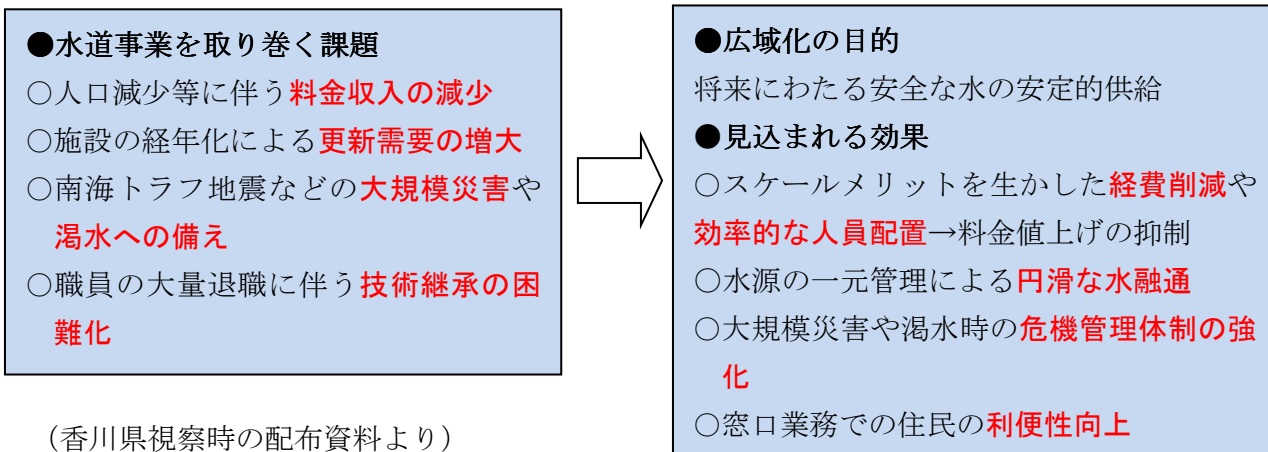 ●水道事業を取り巻く課題
○人口減少等に伴う料金収入の減少
○施設の経年化による更新需要の増大
○南海トラフ地震などの大規模災害や
渇水への備え
○職員の大量退職に伴う技術継承の困
難化
（香川県視察時の配布資料より）
●広域化の目的
将来にわたる安全な水の安定的供給
●見込まれる効果
○スケールメリットを生かした経費削減や
効率的な人員配置→料金値上げの抑制
○水源の一元管理による円滑な水融通
○大規模災害や渇水時の危機管理体制の強
化
○窓口業務での住民の利便性向上